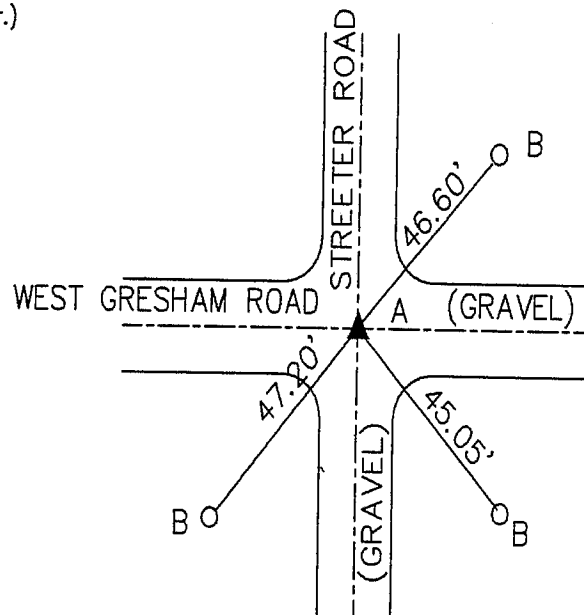 .)
STREETER ROAD
B
46.60'
WEST GRESHAM ROAD
A
(GRAVEL)
47.20'
45.05'
(GRAVEL)
B
B